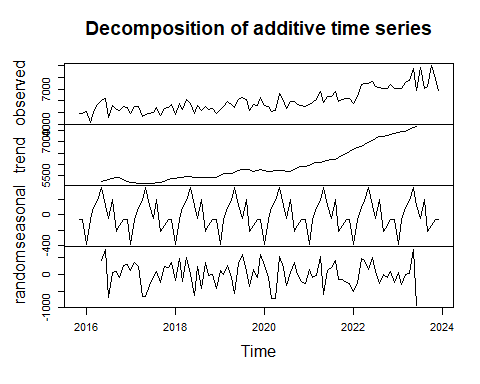 Decomposition of additive time series
observed
7000
trend
7000
5500
seasonal
0
-400
random
0
-1000
2016 2018 2020 2022 2024
Time